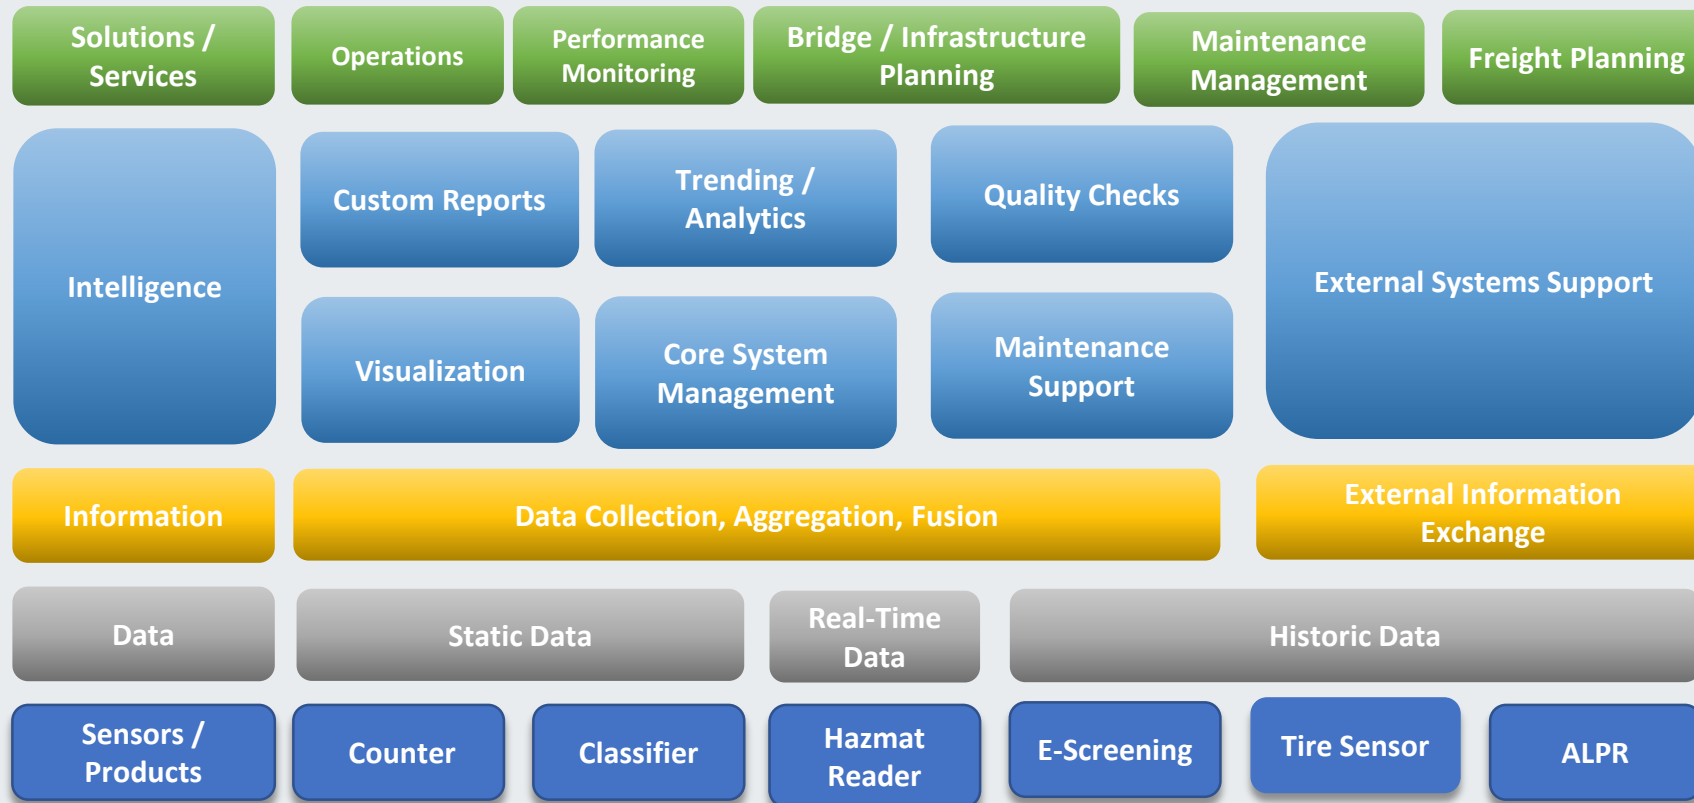 Solutions /
Services
Operations
Performance
Monitoring
Bridge / Infrastructure
Planning
Maintenance
Management
Freight Planning
Intelligence
Custom Reports
Trending /
Analytics
Quality Checks
External Systems Support
Visualization
Core System
Management
Maintenance
Support
Information
Data Collection, Aggregation, Fusion
External Information
Exchange
Data
Static Data
Real-Time
Data
Historic Data
Sensors /
Products
Counter
Classifier
Hazmat
Reader
E-Screening
Tire Sensor
ALPR